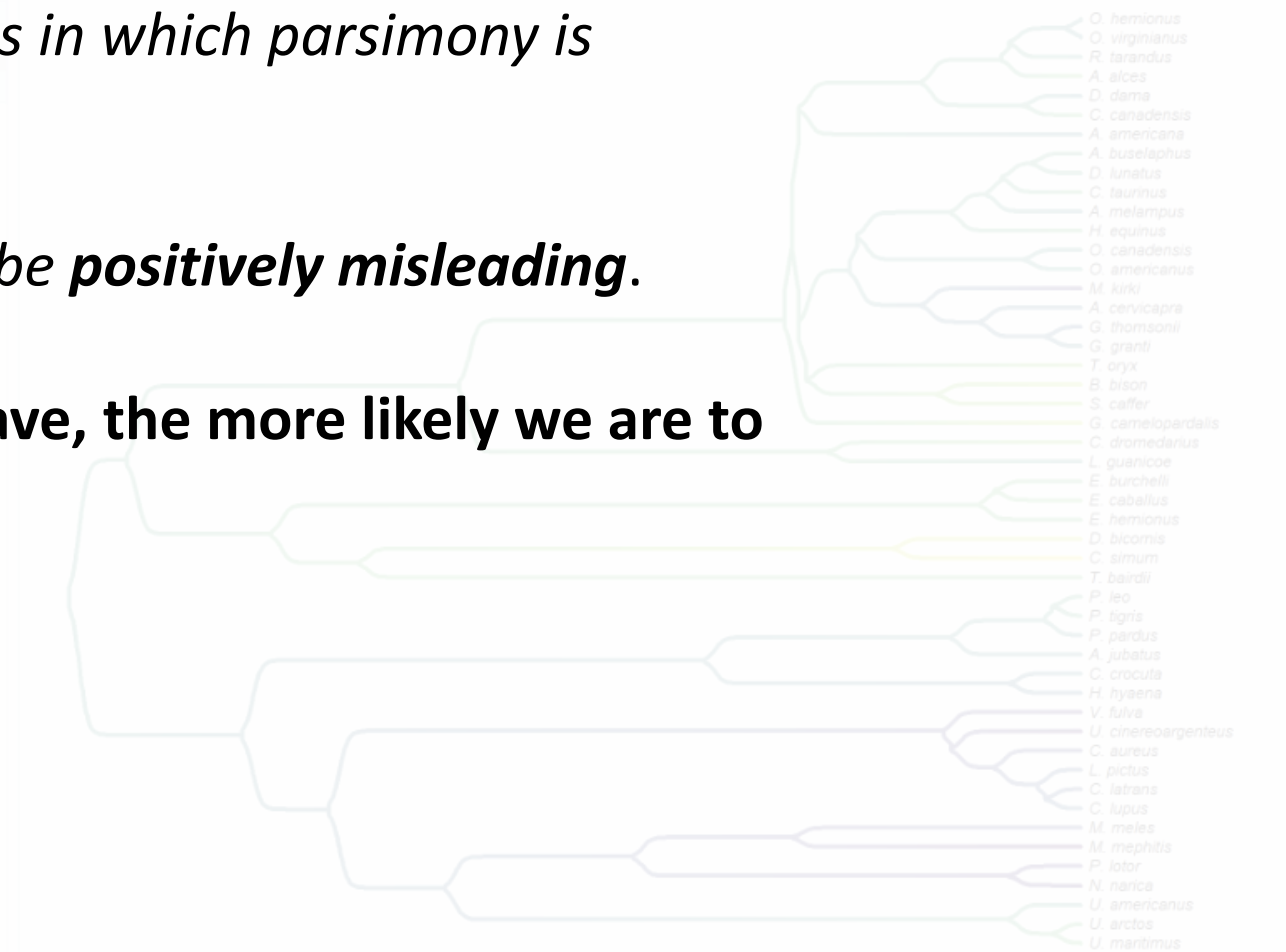 s in which parsimony is
be positively misleading.
ave, the more likely we are to
O. hemionus
O. virginianus
R. tarandus
A. alces
D. dama
C. canadensis
A. americana
A. buselaphus
D. lunatus
C. taurinus
A. melampus
H. equinus
O. canadensis
O. americanus
M. kirki
A. cervicapra
G. thomsonii
G. granti
T. oryx
B. bison
S. caffer
G. camelopardalis
C. dromedarius
L. guanicoe
E. burchelli
E. caballus
E. hemionus
D. bicornis
C. simum
T. bairdii
P. leo
P. tigris
P. pardus
A. jubatus
C. crocuta
H. hyaena
V. fulva
U. cinereoargenteus
C. aureus
L. pictus
C. latrans
C. lupus
M. meles
M. mephitis
P. lotor
N. narica
U. americanus
U. arctos
U. maritimus